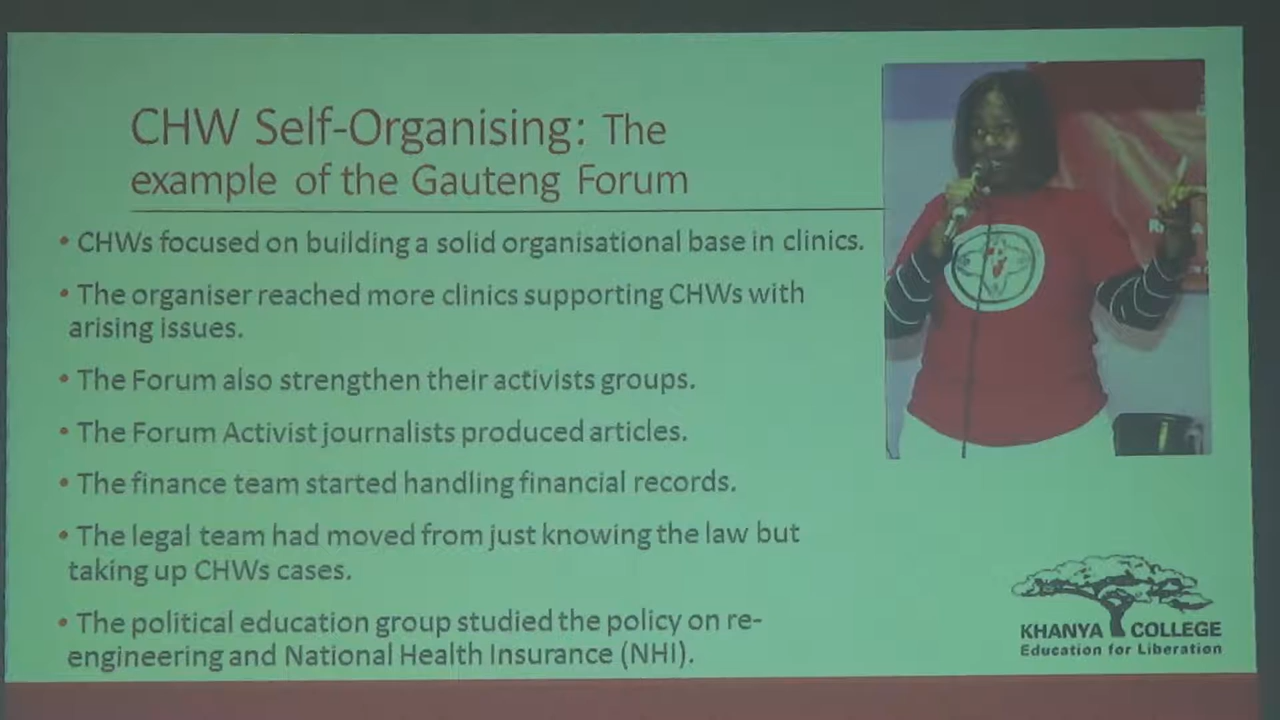 CHW Self-Organising: The
example of the Gauteng Forum
• CHWs focused on building a solid organisational base in clinics.
• The organiser reached more clinics supporting CHWs with
arising issues.
• The Forum also strengthen their activists groups.
• The Forum Activist journalists produced articles.
• The finance team started handling financial records.
• The legal team had moved from just knowing the law but
taking up CHWs cases.
• The political education group studied the policy on re-
engineering and National Health Insurance (NHI).
KHANYA COLLEGE
Education for Liberation